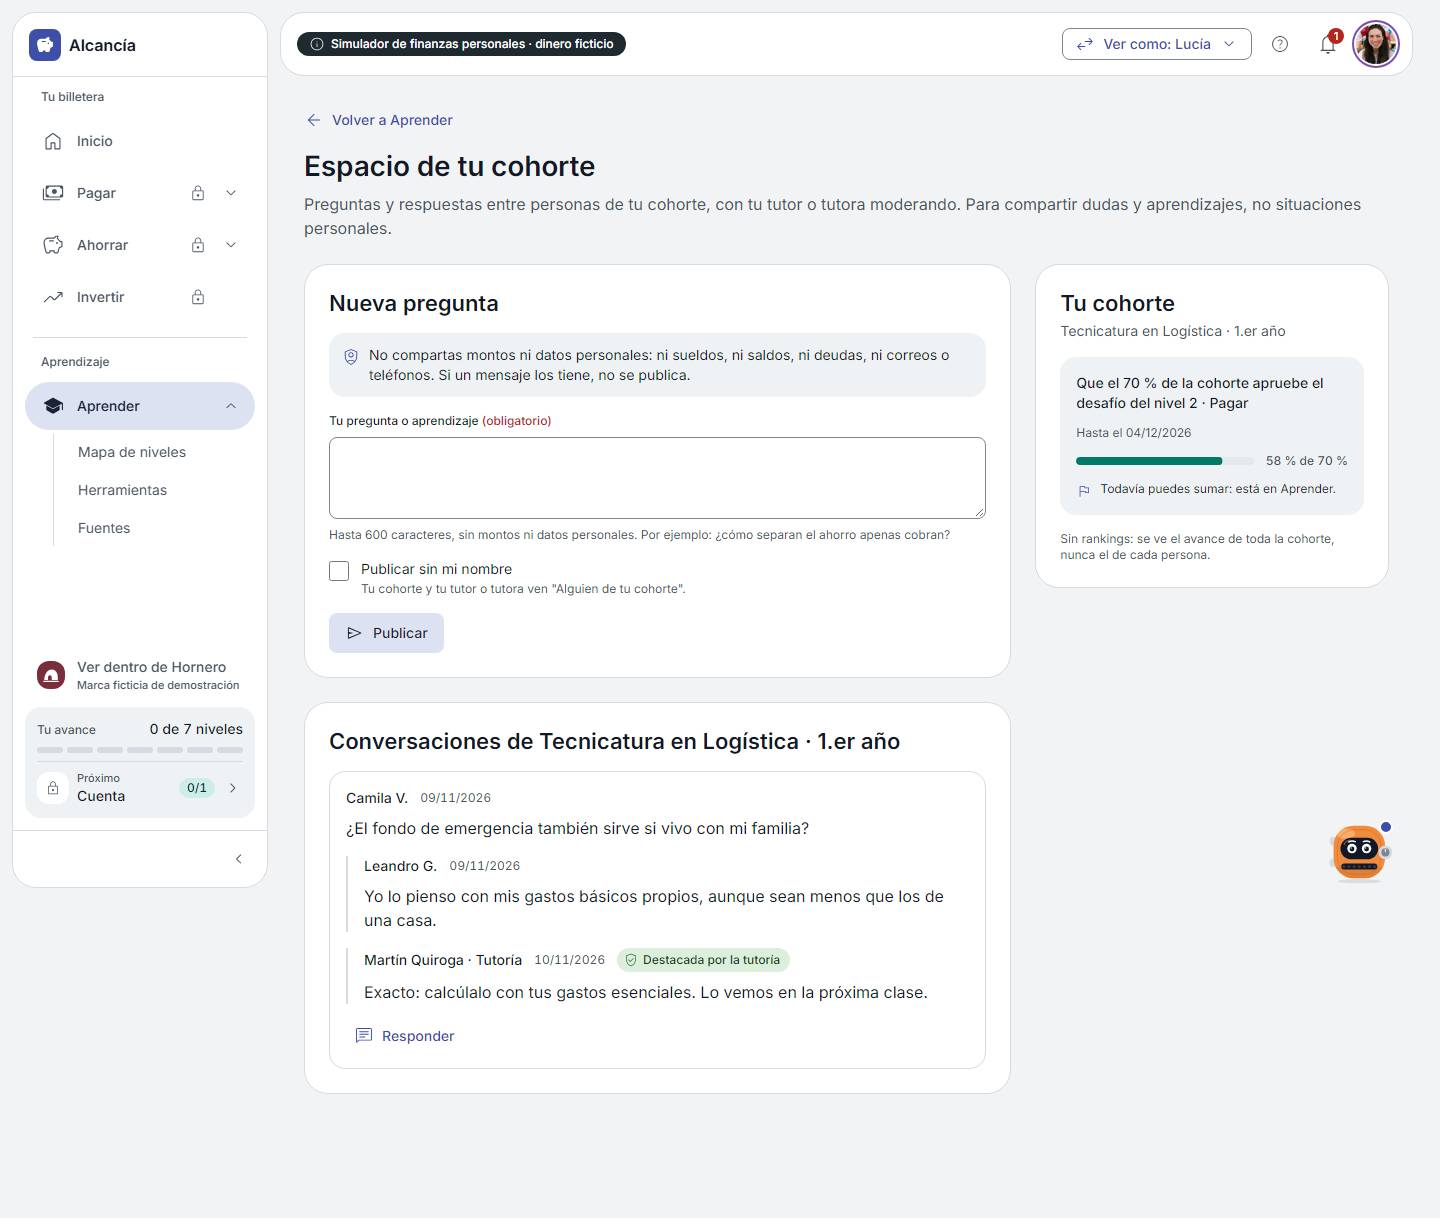 Alcancía
Tu billetera
Inicio
Pagar
Ahorrar
Invertir
Aprendizaje
Aprender
Mapa de niveles
Herramientas
Fuentes
Ver dentro de Hornero
Marca ficticia de demostración
Tu avance 0 de 7 niveles
Próximo
Cuenta 0/1
Simulador de finanzas personales · dinero ficticio
Ver como: Lucía
1
Volver a Aprender
Espacio de tu cohorte
Preguntas y respuestas entre personas de tu cohorte, con tu tutor o tutora moderando. Para compartir dudas y aprendizajes, no situaciones
personales.
Nueva pregunta
No compartas montos ni datos personales: ni sueldos, ni saldos, ni deudas, ni correos o
teléfonos. Si un mensaje los tiene, no se publica.
Tu pregunta o aprendizaje (obligatorio)
Hasta 600 caracteres, sin montos ni datos personales. Por ejemplo: ¿cómo separan el ahorro apenas cobran?
Publicar sin mi nombre
Tu cohorte y tu tutor o tutora ven "Alguien de tu cohorte".
Publicar
Tu cohorte
Tecnicatura en Logística · 1.er año
Que el 70 % de la cohorte apruebe el
desafío del nivel 2 · Pagar
Hasta el 04/12/2026
58 % de 70 %
Todavía puedes sumar: está en Aprender.
Sin rankings: se ve el avance de toda la cohorte,
nunca el de cada persona.
Conversaciones de Tecnicatura en Logística · 1.er año
Camila V. 09/11/2026
¿El fondo de emergencia también sirve si vivo con mi familia?
Leandro G. 09/11/2026
Yo lo pienso con mis gastos básicos propios, aunque sean menos que los de
una casa.
Martín Quiroga · Tutoría 10/11/2026 Destacada por la tutoría
Exacto: calcúlalo con tus gastos esenciales. Lo vemos en la próxima clase.
Responder